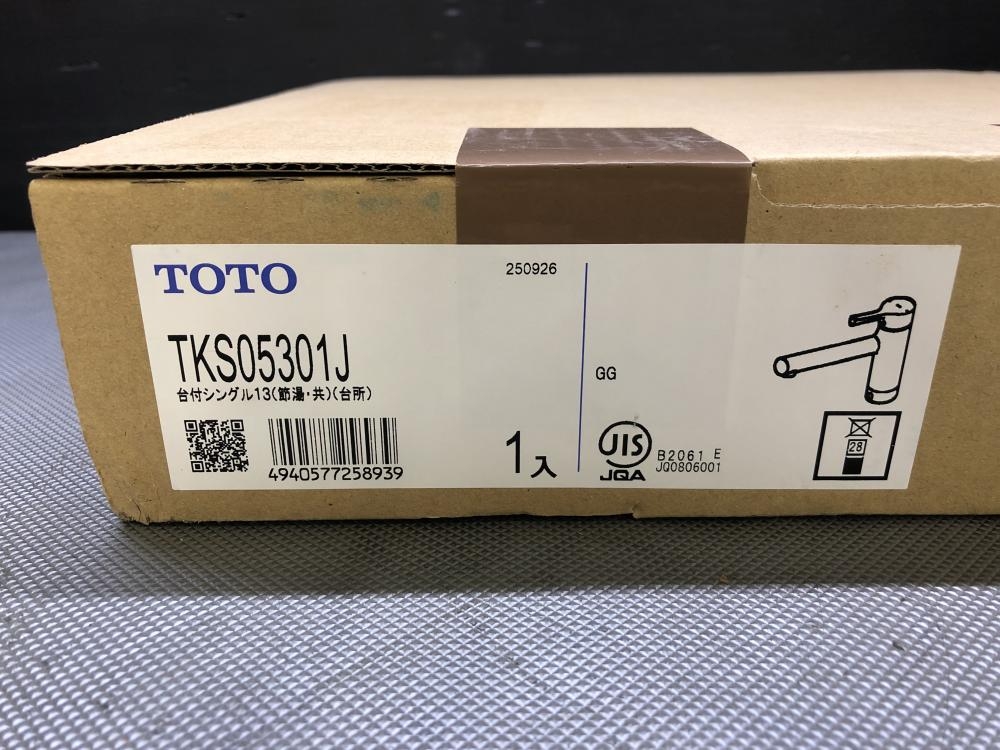 TOTO
250926
TKS05301J
台付シングル13(節湯・共)(台所)
4940577258939
1入
GG
JIS
JQA
B2061 E
JQ0806001
28